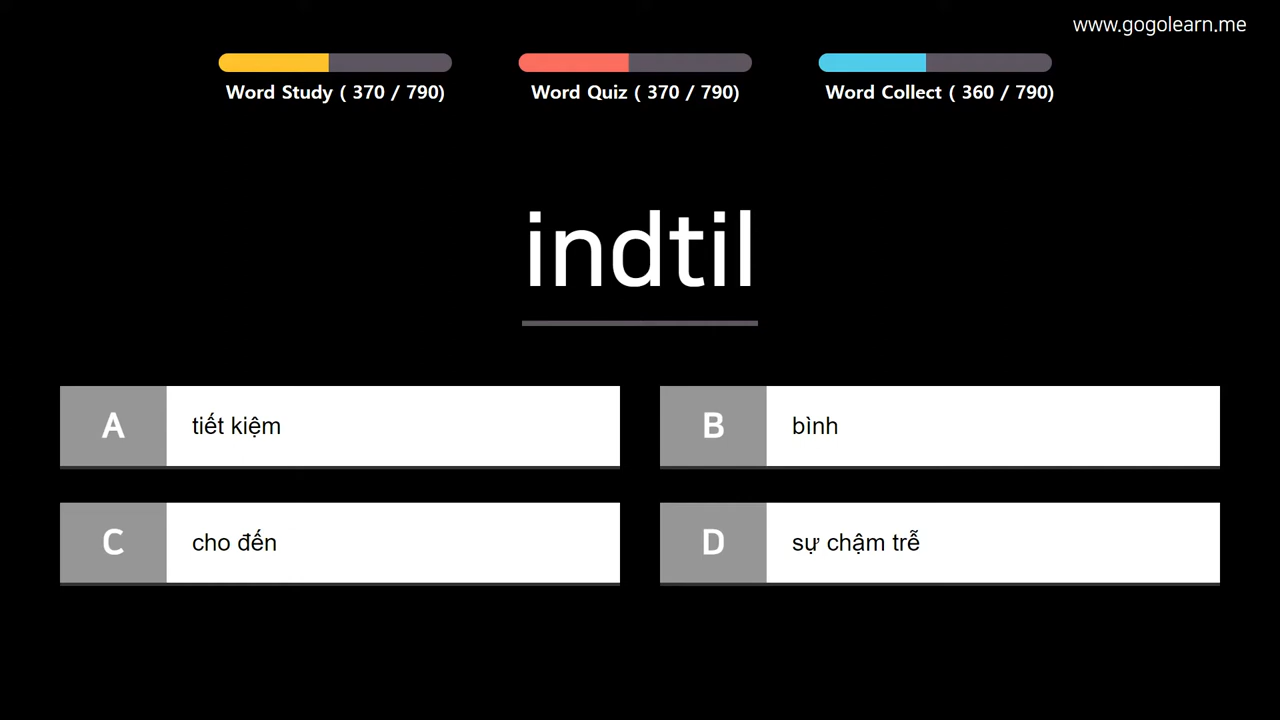 www.gogolearn.me
Word Study ( 370 / 790)
Word Quiz ( 370 / 790)
Word Collect ( 360 / 790)
indtil
A tiết kiệm
B bình
C cho đến
D sự chậm trễ